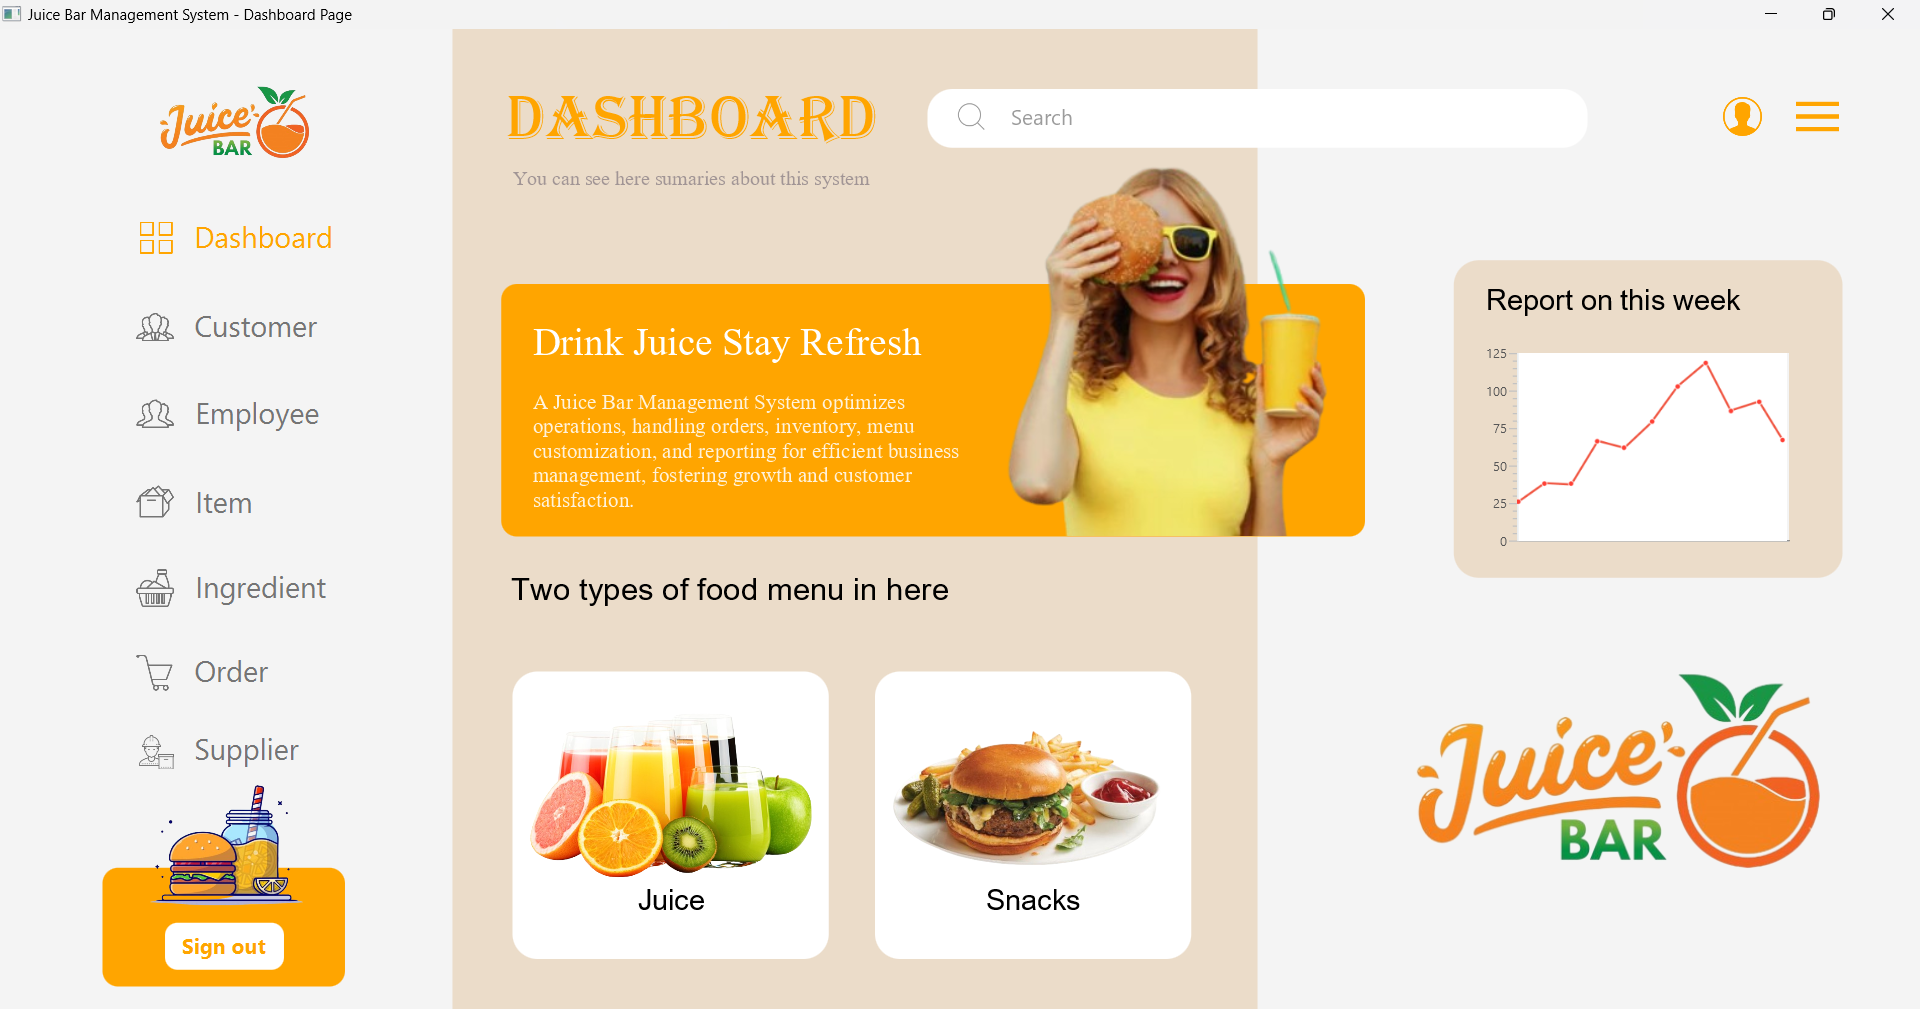 Juice Bar Management System - Dashboard Page
Juice
BAR
Dashboard
Customer
Employee
Item
Ingredient
Order
Supplier
Sign out
DASHBOARD
You can see here sumaries about this system
Search
Drink Juice Stay Refresh
A Juice Bar Management System optimizes
operations, handling orders, inventory, menu
customization, and reporting for efficient business
management, fostering growth and customer
satisfaction.
Two types of food menu in here
Juice
Snacks
Report on this week
125
100
75
50
25
0
Juice
BAR